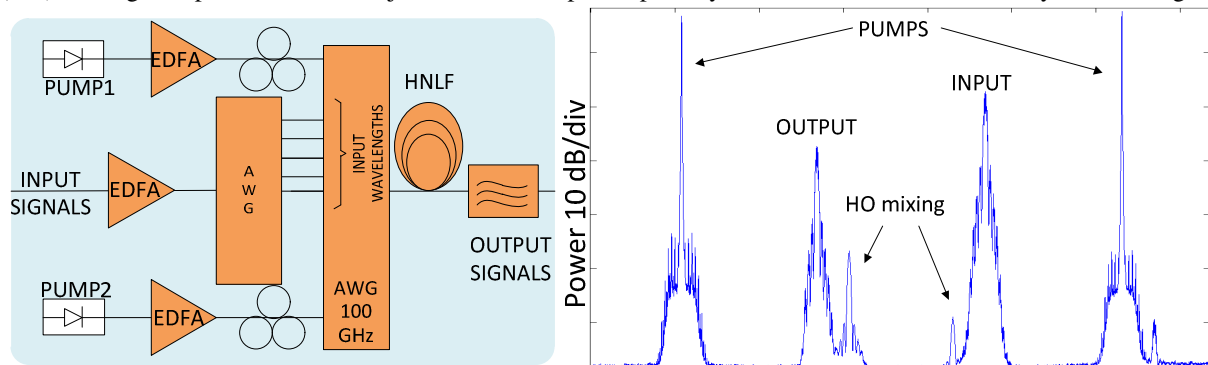 EDFA
PUMP1
HNLF
INPUT
WAVELENGTHS
A
W
G
EDFA
INPUT
SIGNALS
OUTPUT
SIGNALS
PUMP2
EDFA
AWG
100
GHz
Power 10 dB/div
PUMPS
INPUT
OUTPUT
HO mixing